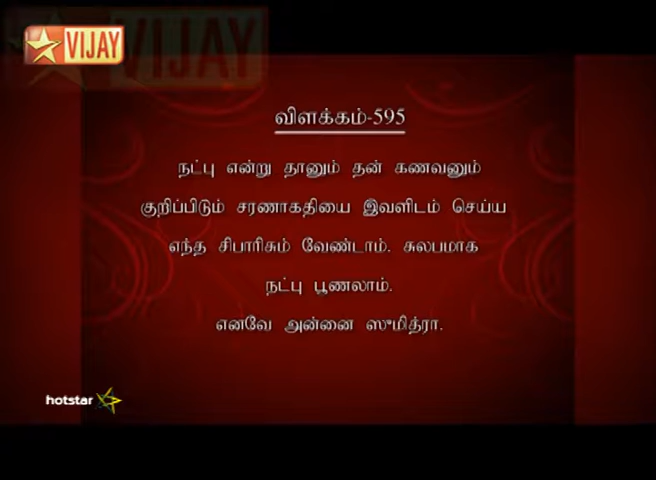 VIJAY
விளக்கம்-595
நட்பு என்று தானும் தன் கணவனும்
குறிப்பிடும் சரணாகதியை இவளிடம் செய்ய
எந்த சிபாரிசும் வேண்டாம். சுலபமாக
நட்பு பூணலாம்.
எனவே அன்னை ஸுமித்ரா.
hotstar